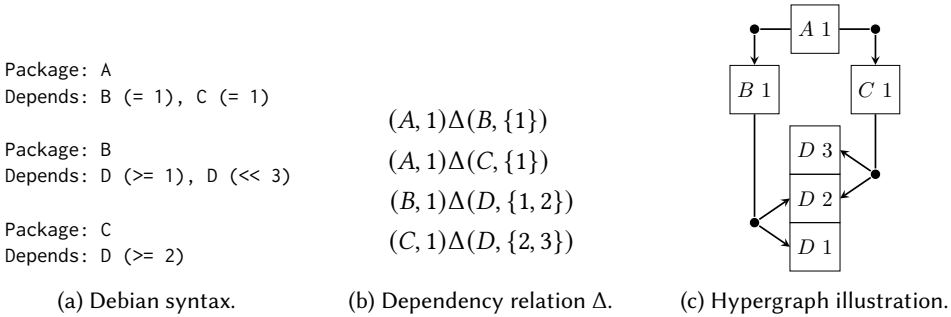 Package: A
Depends: B (= 1), C (= 1)
Package: B
Depends: D (>= 1), D (<< 3)
Package: C
Depends: D (>= 2)
(a) Debian syntax.
(A, 1)Δ(B, {1})
(A, 1)Δ(C, {1})
(B, 1)Δ(D, {1, 2})
(C, 1)Δ(D, {2, 3})
(b) Dependency relation Δ.
A 1
B 1
C 1
D 3
D 2
D 1
(c) Hypergraph illustration.